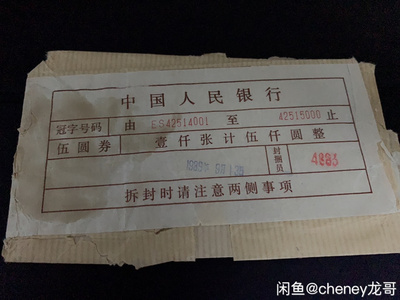 中国人民银行
冠字号码 由 ES42514001 至 42515000 止
伍圆券 壹仟张计伍仟圆整 封捆员 4883
拆封时请注意两侧事项
闲鱼@cheney龙哥